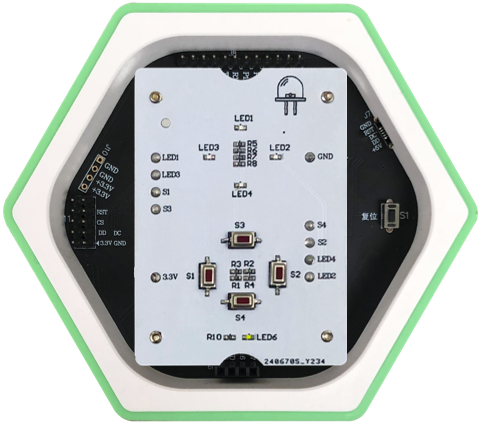 LED1
LED3
LED2
R5
R6
R7
R8
LED4
LED1
LED3
S1
S3
GND
S4
S2
LED4
LED2
3.3V
S3
S1
R3 R2
R1 R4
S2
S4
R10
LED6
2406705_Y234
GND
GND
+3.3V
+3.3V
RST
CS
DD DC
+3.3V GND
复位 S1